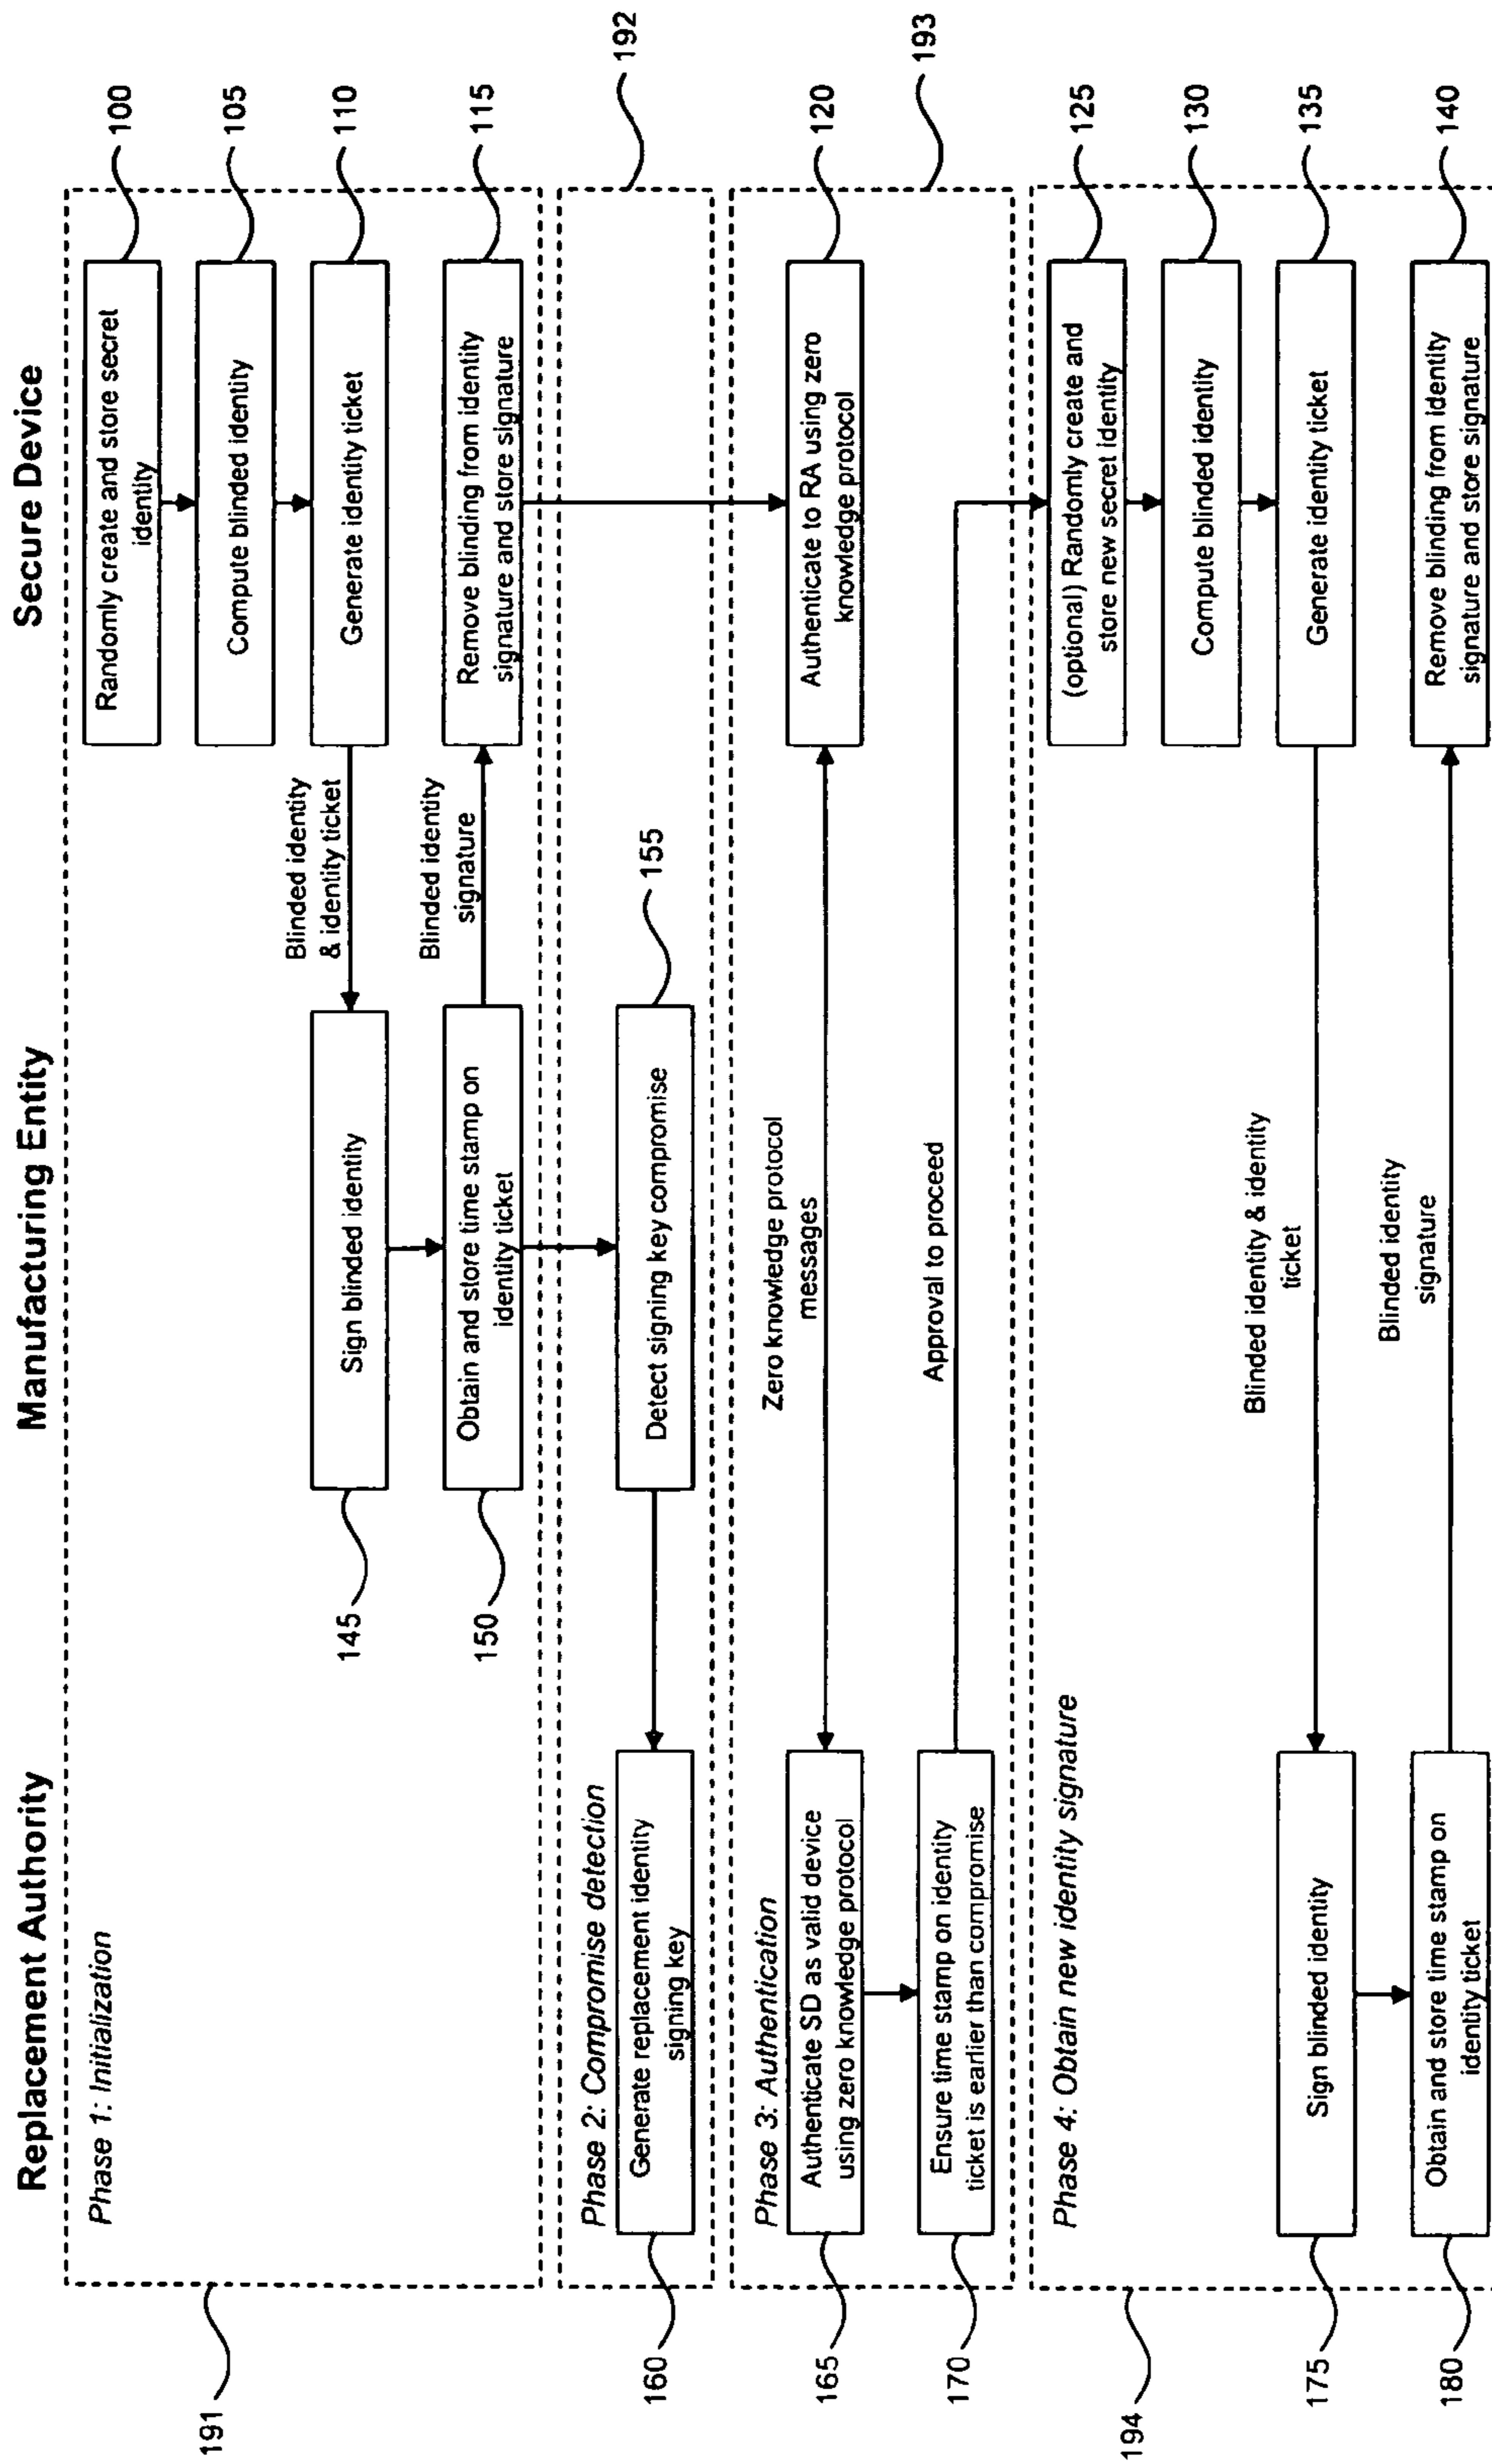 Replacement Authority
Manufacturing Entity
Secure Device
Phase 1: Initialization
191
Randomly create and store secret
identity
100
Compute blinded identity
105
Generate identity ticket
110
Blinded identity
& identity ticket
Sign blinded identity
145
Obtain and store time stamp on
identity ticket
150
Blinded identity
signature
Remove blinding from identity
signature and store signature
115
Phase 2: Compromise detection
192
Generate replacement identity
signing key
160
Detect signing key compromise
155
Phase 3: Authentication
193
Authenticate SD as valid device
using zero knowledge protocol
165
Zero knowledge protocol
messages
Authenticate to RA using zero
knowledge protocol
120
Ensure time stamp on identity
ticket is earlier than compromise
170
Approval to proceed
Phase 4: Obtain new identity signature
194
(optional) Randomly create and
store new secret identity
125
Compute blinded identity
130
Generate identity ticket
135
Blinded identity & identity
ticket
Sign blinded identity
175
Obtain and store time stamp on
identity ticket
180
Blinded identity
signature
Remove blinding from identity
signature and store signature
140